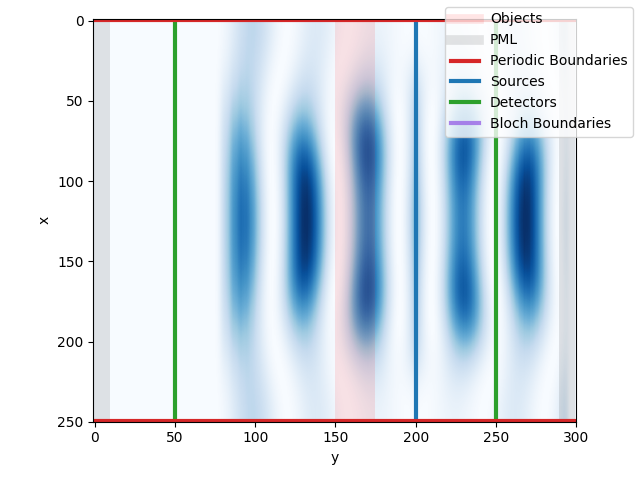 Objects
PML
Periodic Boundaries
Sources
Detectors
Bloch Boundaries
0
50
100
150
200
250
x
0
50
100
150
200
250
300
y